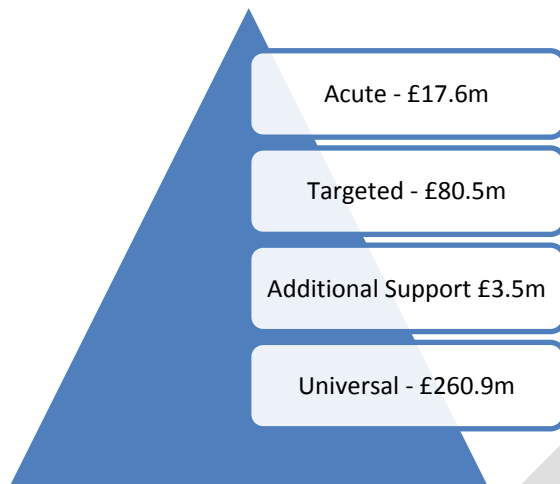 Acute - £17.6m
Targeted - £80.5m
Additional Support £3.5m
Universal - £260.9m